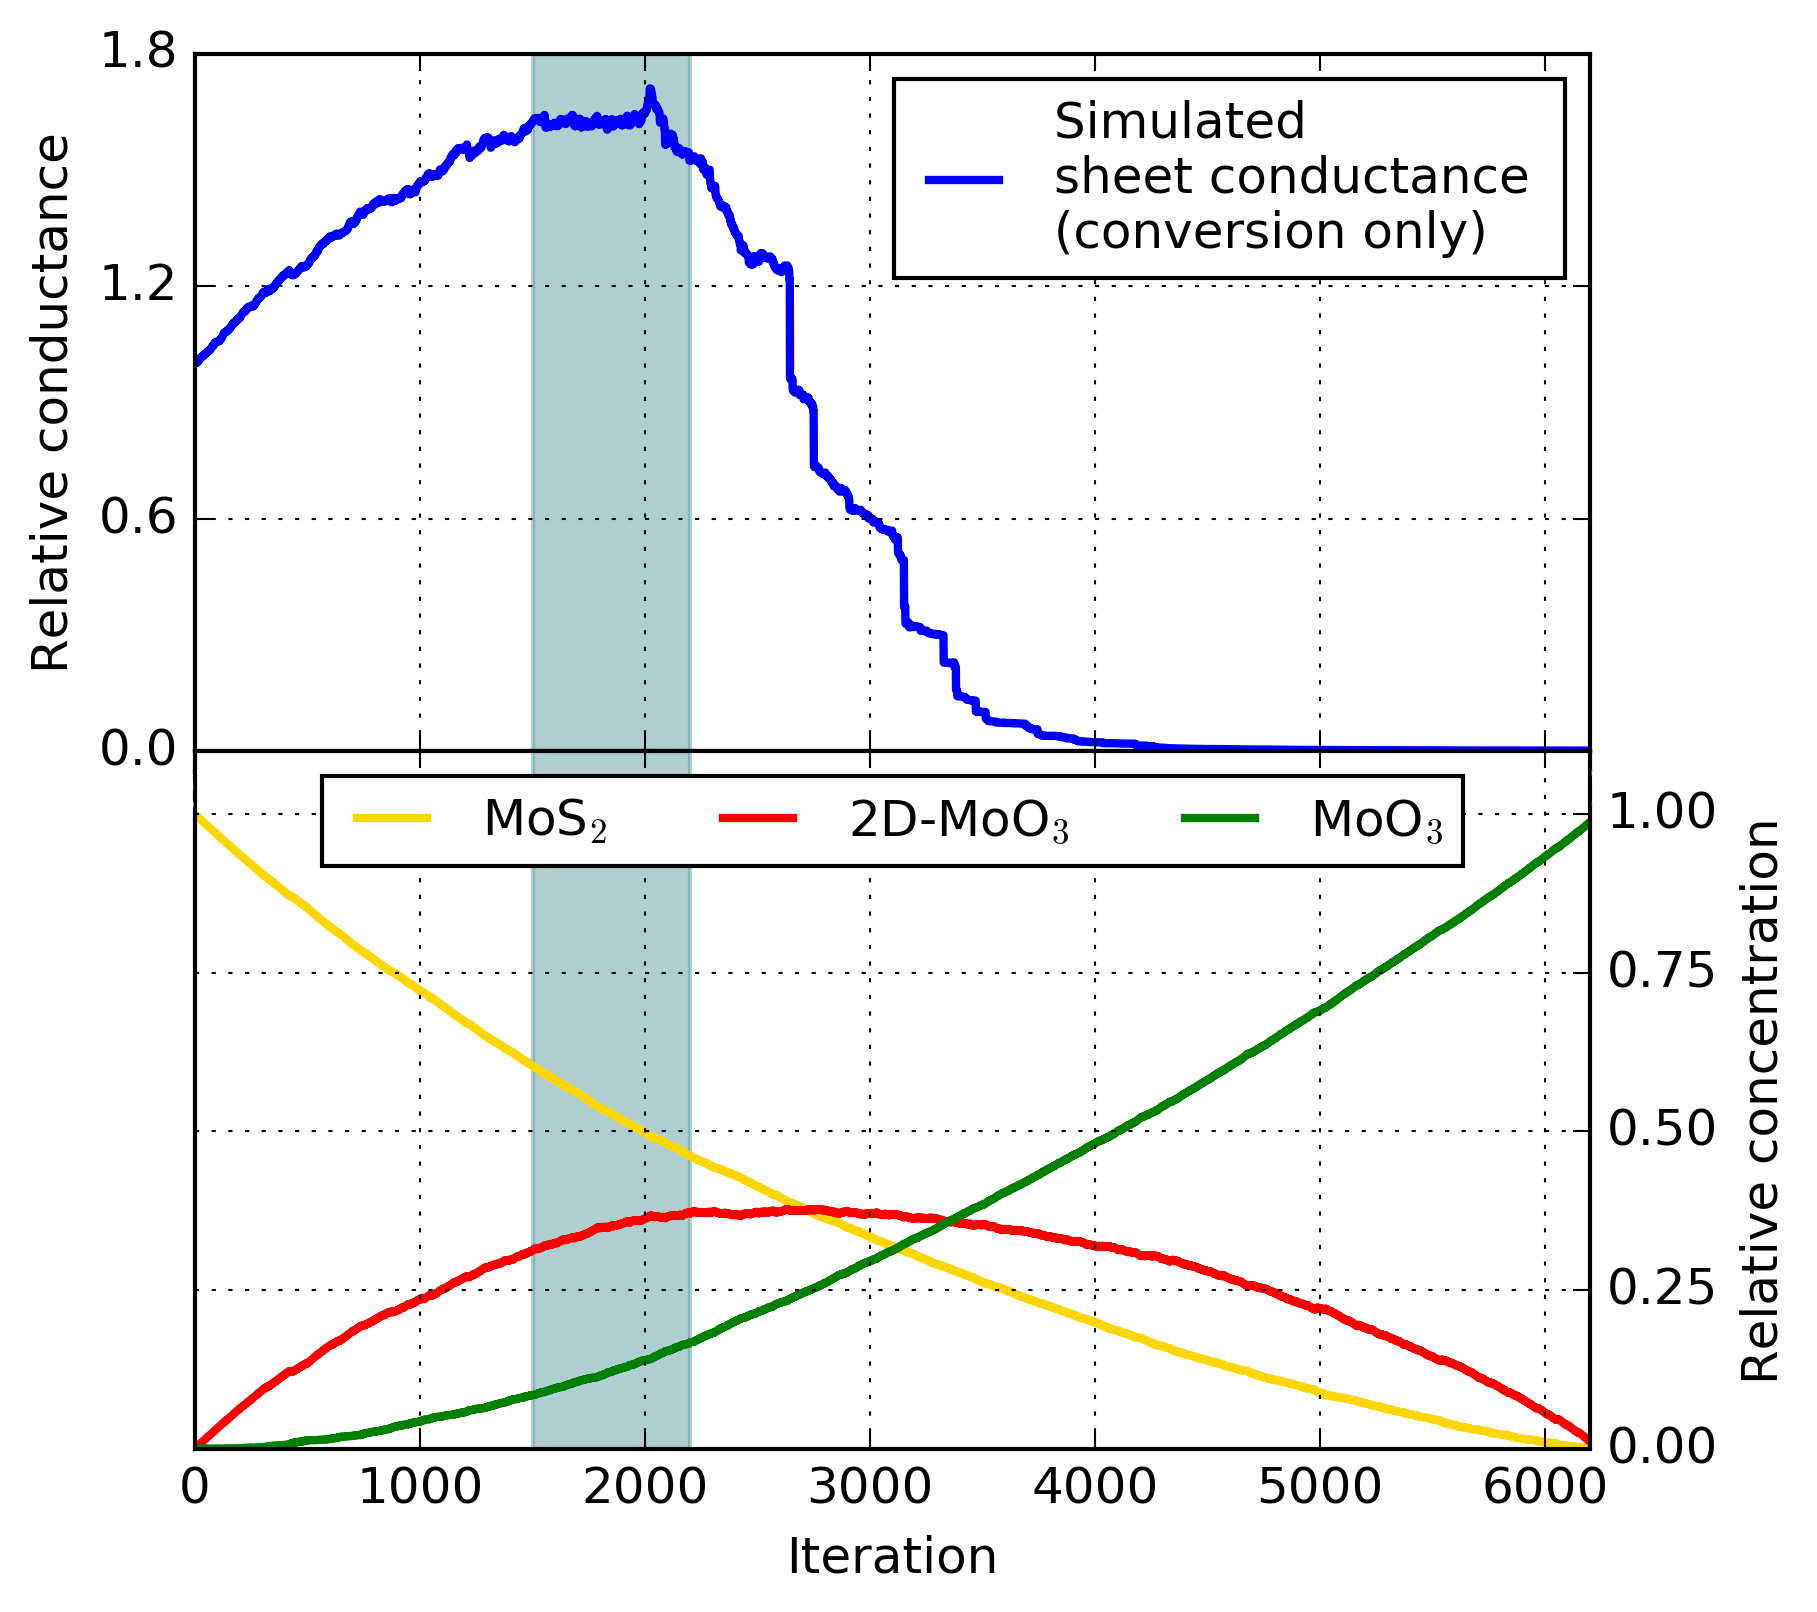 1.8
1.2
0.6
0.0
Relative conductance
Simulated
sheet conductance
(conversion only)
MoS₂ 2D-MoO₃ MoO₃
1.00
0.75
0.50
0.25
0.00
Relative concentration
0 1000 2000 3000 4000 5000 6000
Iteration